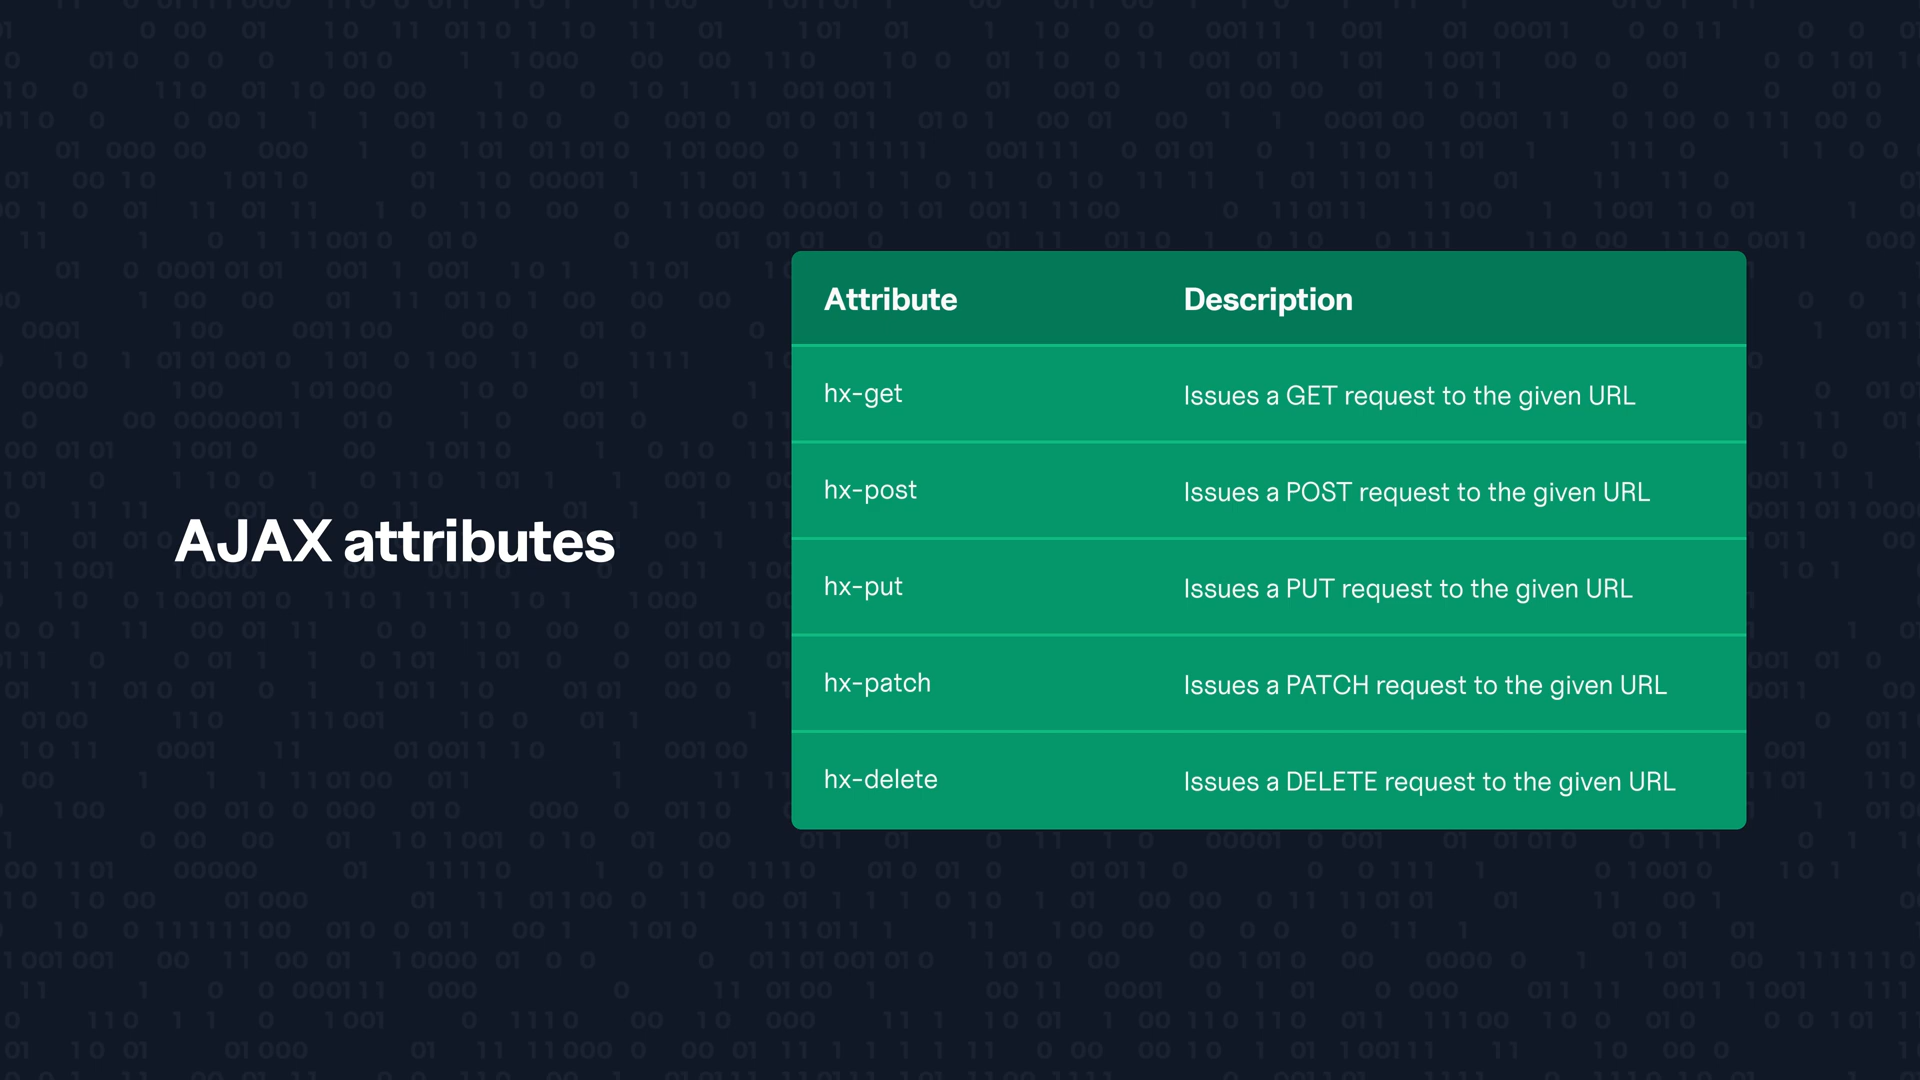 AJAX attributes
Attribute Description
hx-get Issues a GET request to the given URL
hx-post Issues a POST request to the given URL
hx-put Issues a PUT request to the given URL
hx-patch Issues a PATCH request to the given URL
hx-delete Issues a DELETE request to the given URL